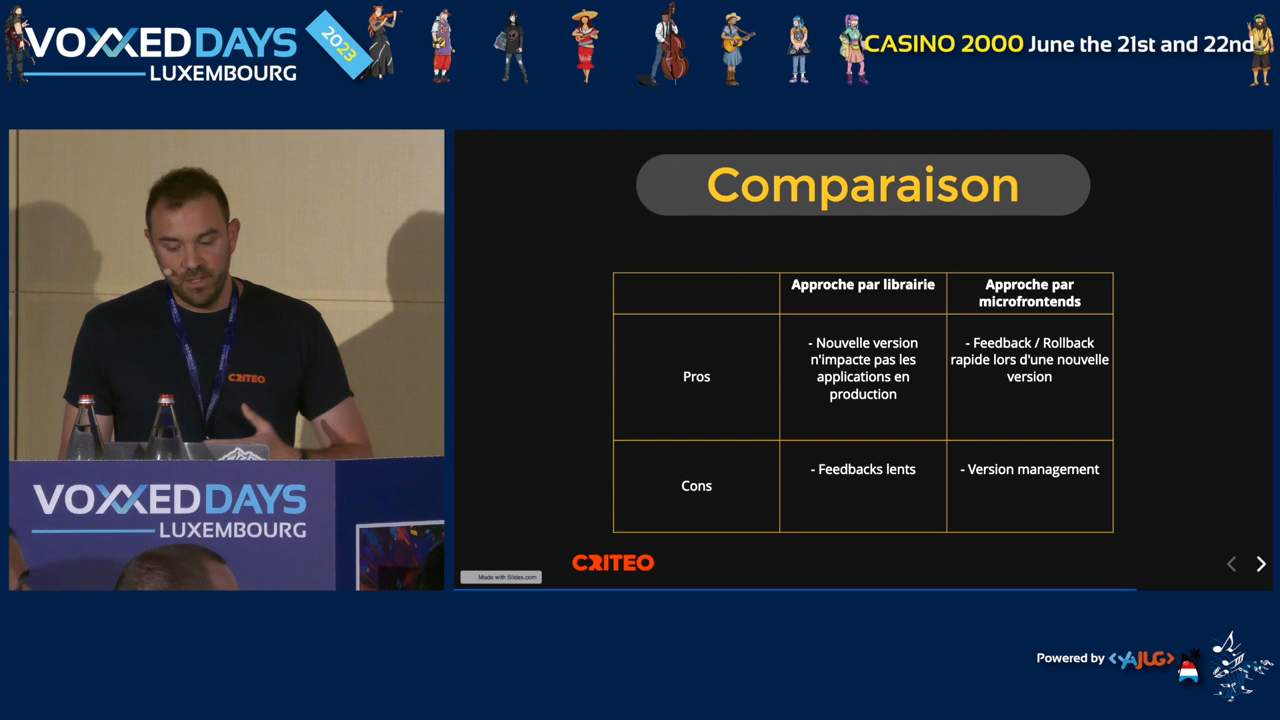 VOXXED DAYS
LUXEMBOURG
2023
CASINO 2000 June the 21st and 22nd
Comparaison
Approche par librairie
Approche par
microfrontends
Pros
- Nouvelle version
n'impacte pas les
applications en
production
- Feedback / Rollback
rapide lors d'une nouvelle
version
Cons
- Feedbacks lents
- Version management
CRITEO
Made with Slides.com
CRITEO
VOXXED DAYS
LUXEMBOURG
Powered by <YAJUG>